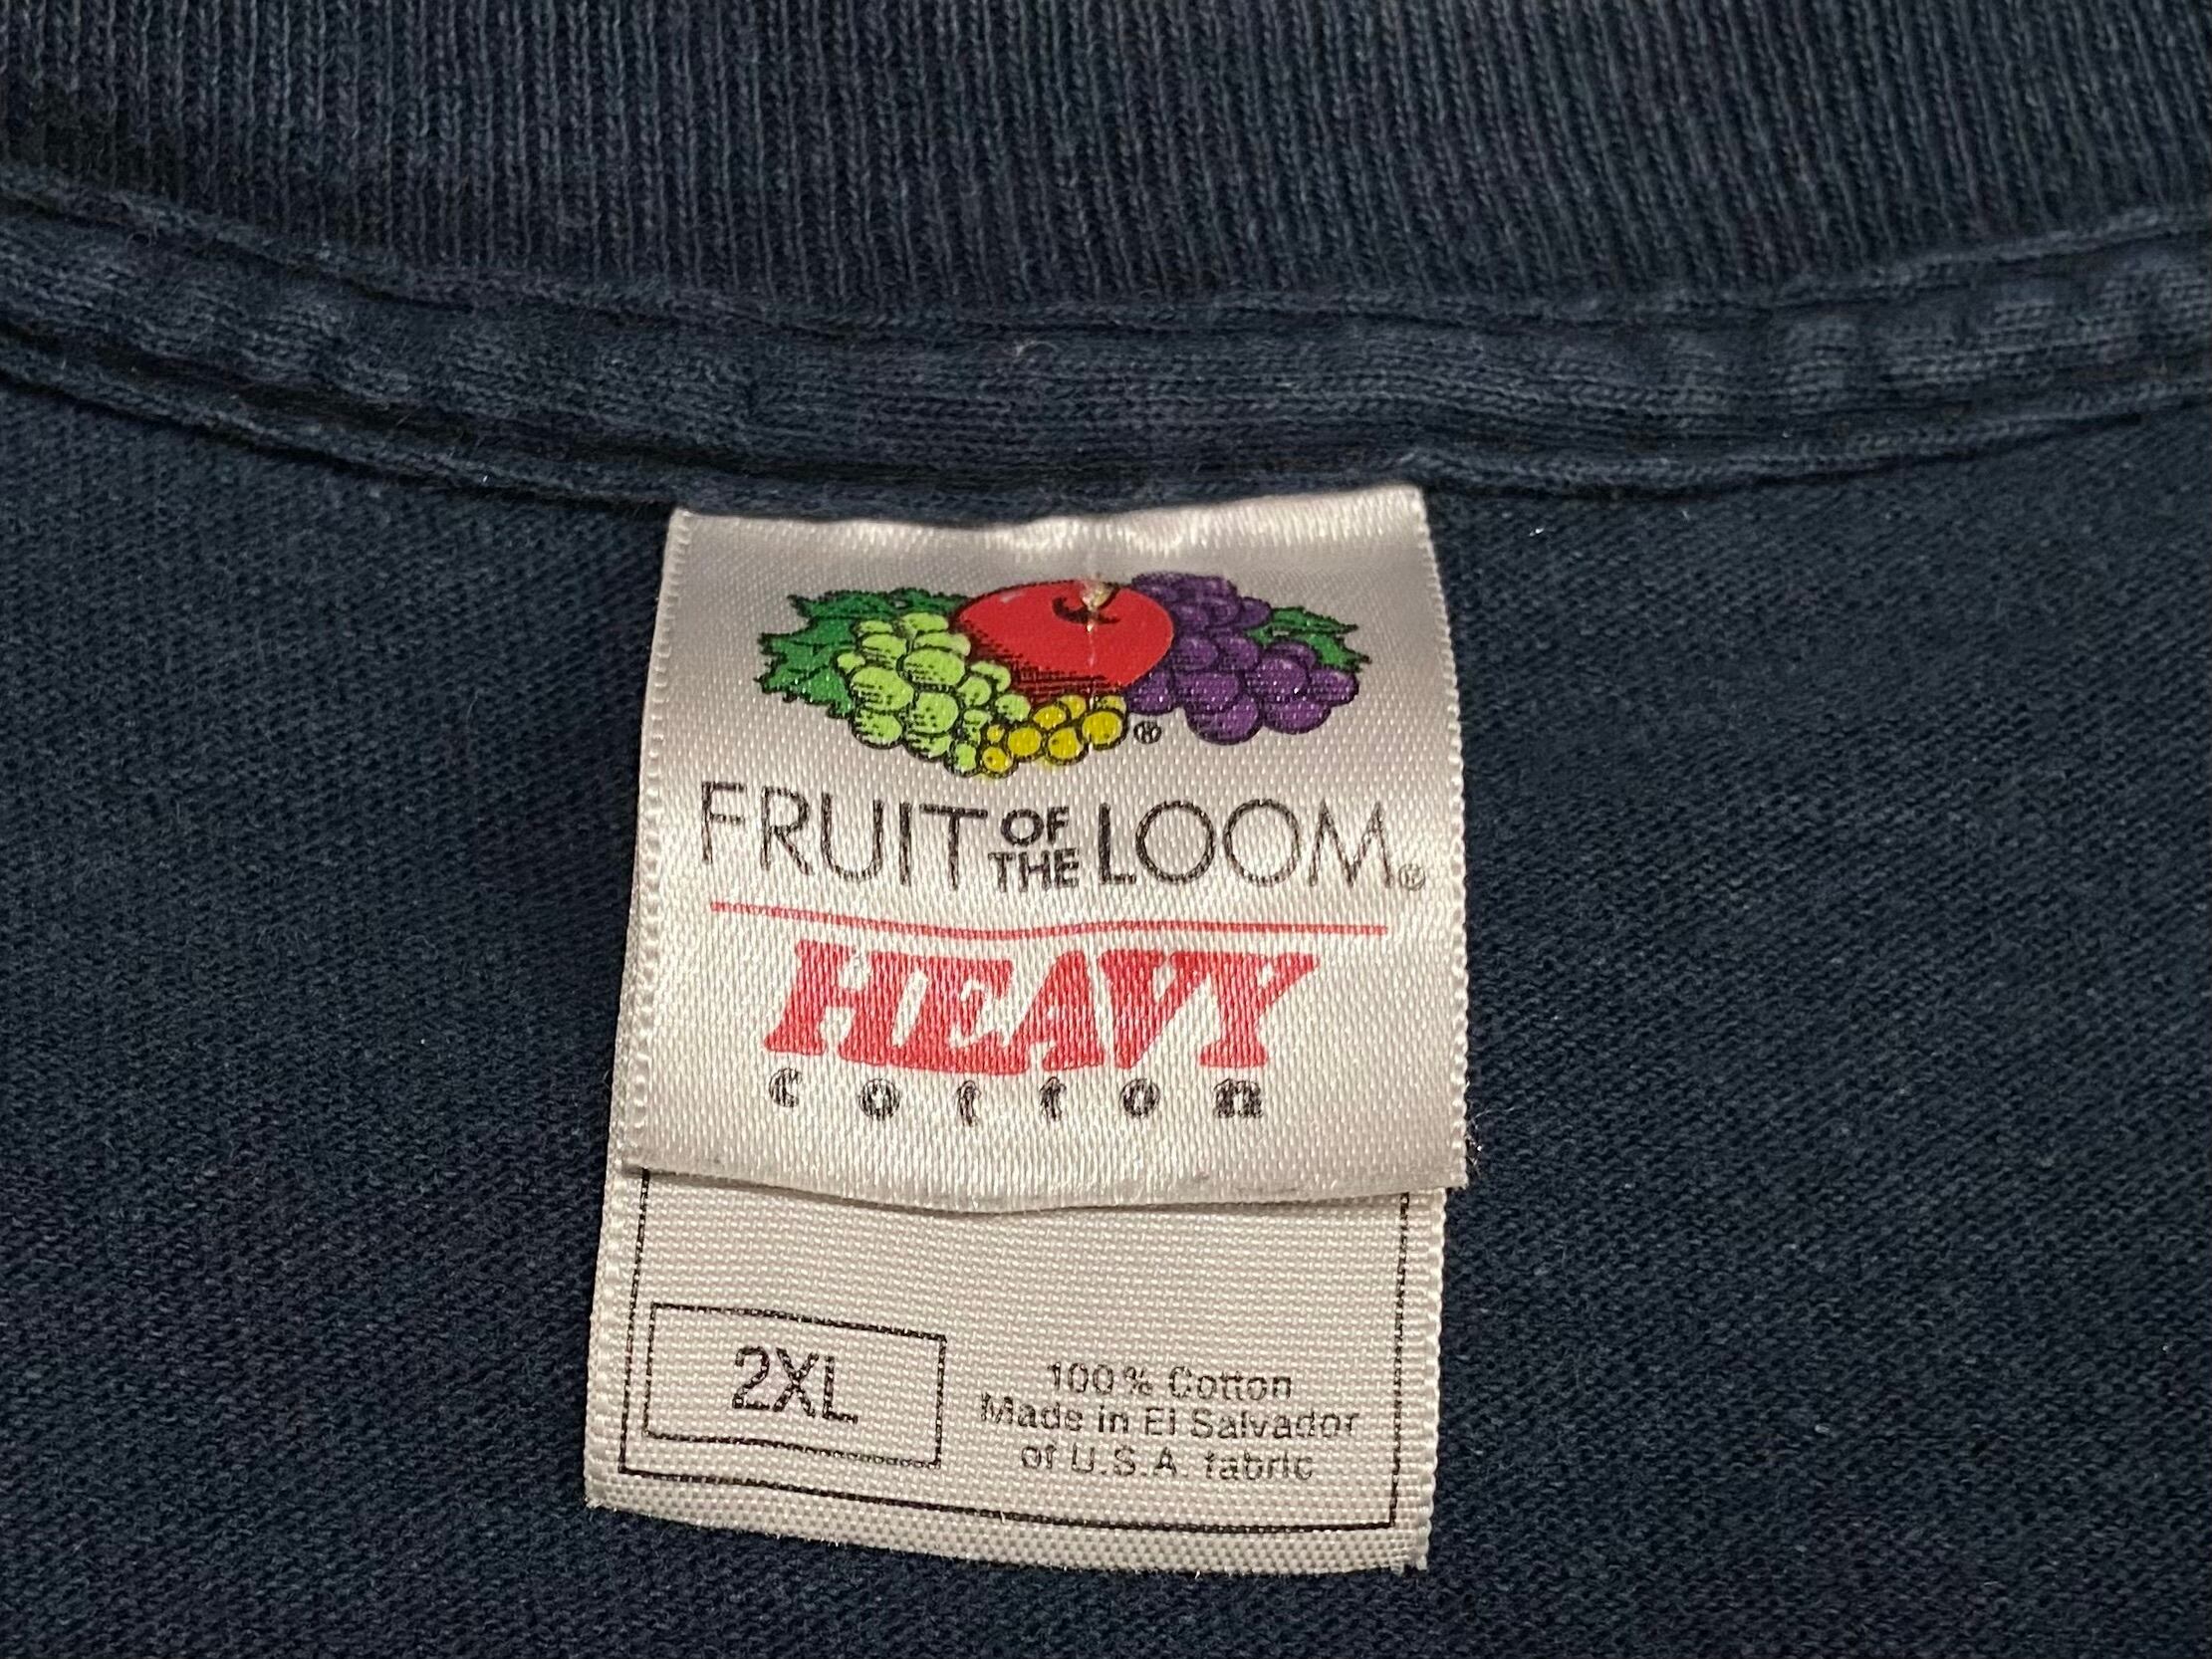 ®
FRUIT OF THE LOOM®
HEAVY
cotton
2XL
100% Cotton
Made in El Salvador
of U.S.A. fabric